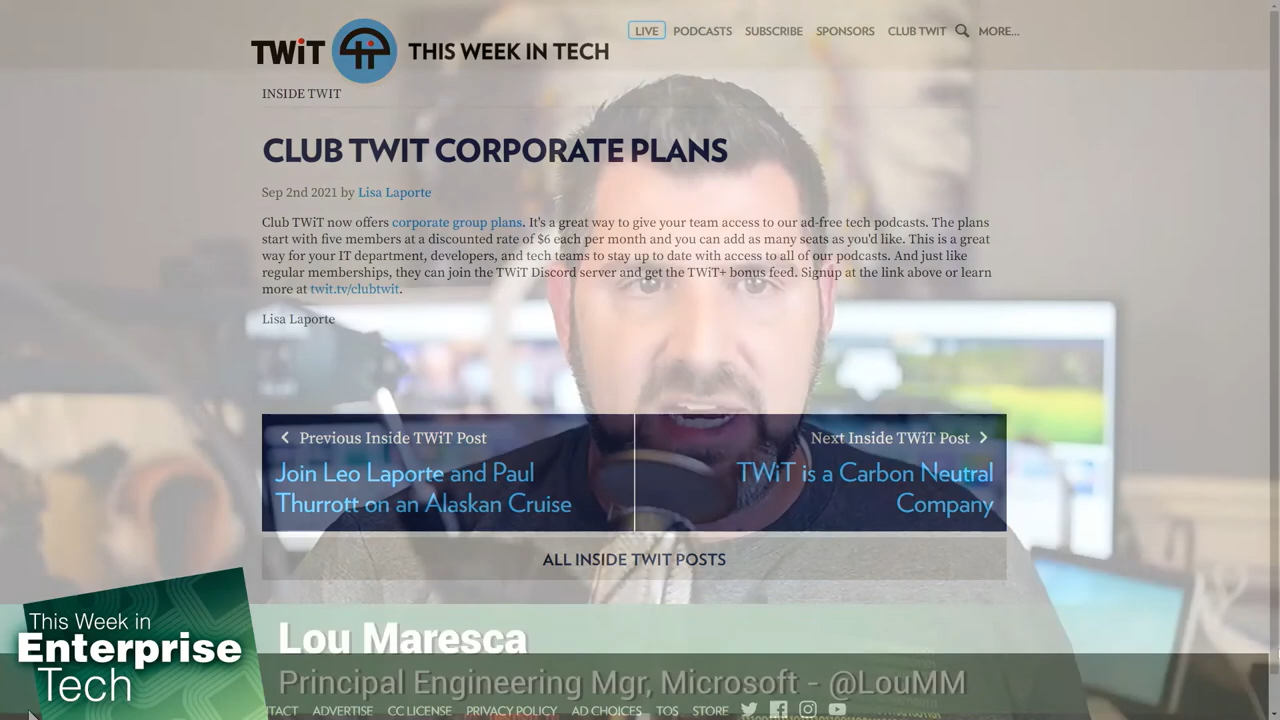 TWiT
THIS WEEK IN TECH
LIVE PODCASTS SUBSCRIBE SPONSORS CLUB TWIT MORE...
INSIDE TWIT
CLUB TWIT CORPORATE PLANS
Sep 2nd 2021 by Lisa Laporte
Club TWiT now offers corporate group plans. It's a great way to give your team access to our ad-free tech podcasts. The plans
start with five members at a discounted rate of $6 each per month and you can add as many seats as you'd like. This is a great
way for your IT department, developers, and tech teams to stay up to date with access to all of our podcasts. And just like
regular memberships, they can join the TWiT Discord server and get the TWiT+ bonus feed. Signup at the link above or learn
more at twit.tv/clubtwit.
Lisa Laporte
Previous Inside TWiT Post
Join Leo Laporte and Paul
Thurrott on an Alaskan Cruise
Next Inside TWiT Post
TWiT is a Carbon Neutral
Company
ALL INSIDE TWIT POSTS
This Week in
Enterprise
Tech
Lou Maresca
Principal Engineering Mgr, Microsoft - @LouMM
TACT ADVERTISE CC LICENSE PRIVACY POLICY AD CHOICES TOS STORE